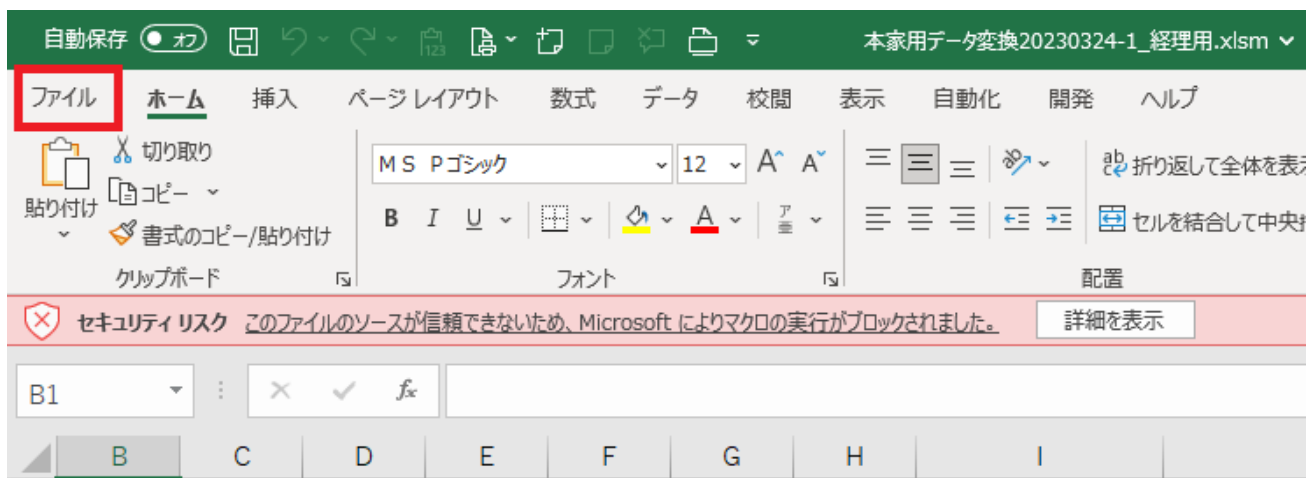 自動保存 オフ 本家用データ変換20230324-1_経理用.xlsm
ファイル ホーム 挿入 ページ レイアウト 数式 データ 校閲 表示 自動化 開発 ヘルプ
切り取り
コピー
書式のコピー/貼り付け
貼り付け
クリップボード
MS Pゴシック 12 A A
B I U A ア亜
フォント
ab 折り返して全体を表示
セルを結合して中央
配置
セキュリティ リスク このファイルのソースが信頼できないため、Microsoft によりマクロの実行がブロックされました。 詳細を表示
B1 fx
B C D E F G H I